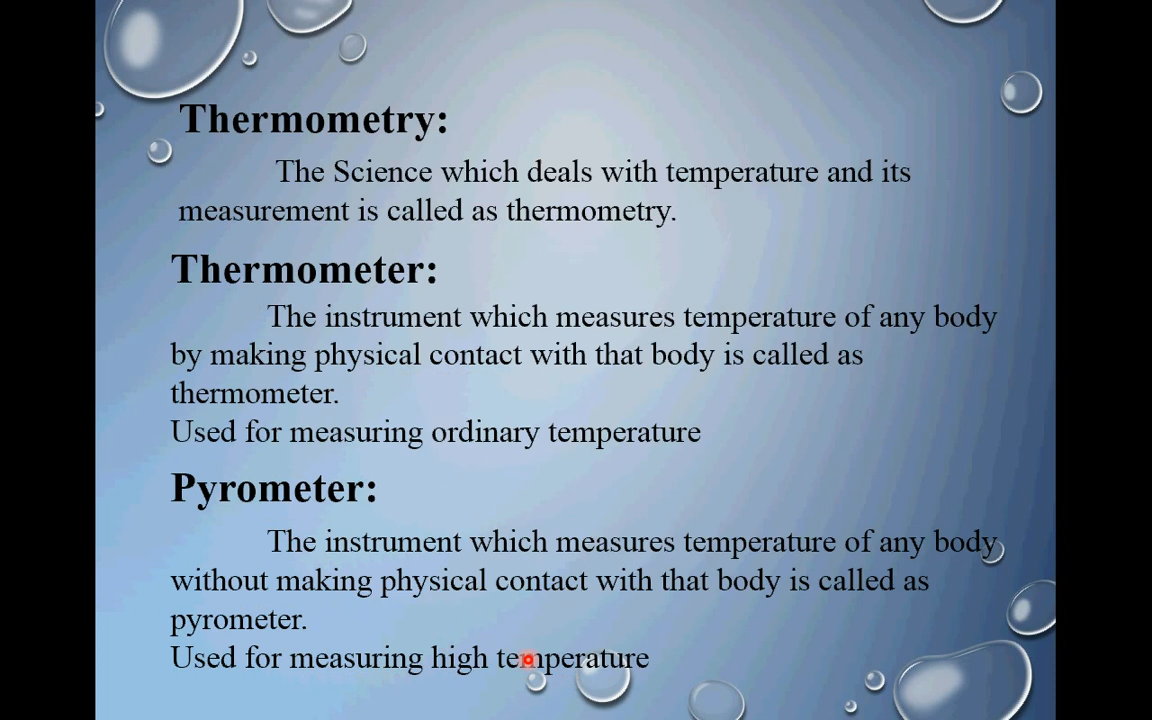 Thermometry:
The Science which deals with temperature and its
measurement is called as thermometry.
Thermometer:
The instrument which measures temperature of any body
by making physical contact with that body is called as
thermometer.
Used for measuring ordinary temperature
Pyrometer:
The instrument which measures temperature of any body
without making physical contact with that body is called as
pyrometer.
Used for measuring high temperature